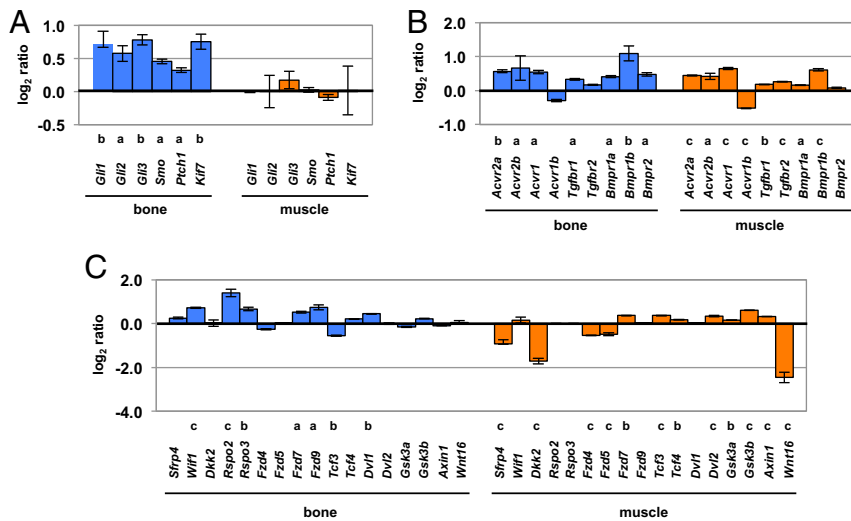 A
log2 ratio
1.0
0.5
0.0
-0.5
b a b a a b
Gli1 Gli2 Gli3 Smo Ptch1 Kif7 Gli1 Gli2 Gli3 Smo Ptch1 Kif7
bone muscle
B
log2 ratio
2.0
1.0
0.0
-1.0
b a a a a b a c a c c b c a c
Acvr2a Acvr2b Acvr1 Acvr1b Tgfbr1 Tgfbr2 Bmpr1a Bmpr1b Bmpr2 Acvr2a Acvr2b Acvr1 Acvr1b Tgfbr1 Tgfbr2 Bmpr1a Bmpr1b Bmpr2
bone muscle
C
log2 ratio
2.0
0.0
-2.0
-4.0
c c b a a b b c c c c b c b c b c c c
Sfrp4 Wif1 Dkk2 Rspo2 Rspo3 Fzd4 Fzd5 Fzd7 Fzd9 Tcf3 Tcf4 Dvl1 Dvl2 Gsk3a Gsk3b Axin1 Wnt16 Sfrp4 Wif1 Dkk2 Rspo2 Rspo3 Fzd4 Fzd5 Fzd7 Fzd9 Tcf3 Tcf4 Dvl1 Dvl2 Gsk3a Gsk3b Axin1 Wnt16
bone muscle